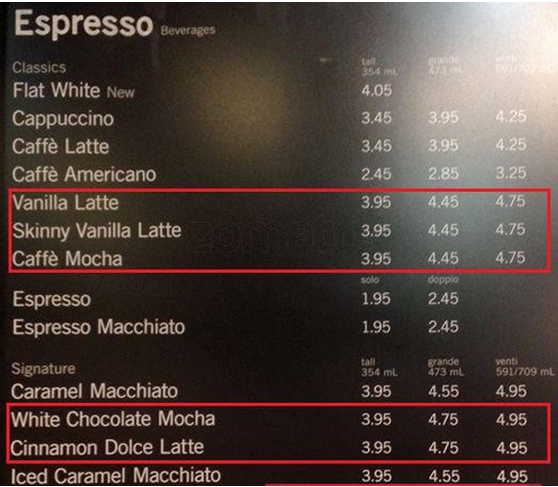 Espresso Beverages
Classics tall grande venti
354 mL 473 mL 591/709 mL
Flat White New 4.05
Cappuccino 3.45 3.95 4.25
Caffè Latte 3.45 3.95 4.25
Caffè Americano 2.45 2.85 3.25
Vanilla Latte 3.95 4.45 4.75
Skinny Vanilla Latte zomato 3.95 4.45 4.75
Caffè Mocha 3.95 4.45 4.75
solo doppio
Espresso 1.95 2.45
Espresso Macchiato 1.95 2.45
Signature tall grande venti
354 mL 473 mL 591/709 mL
Caramel Macchiato 3.95 4.55 4.95
White Chocolate Mocha 3.95 4.75 4.95
Cinnamon Dolce Latte 3.95 4.75 4.95
Iced Caramel Macchiato 3.95 4.55 4.95